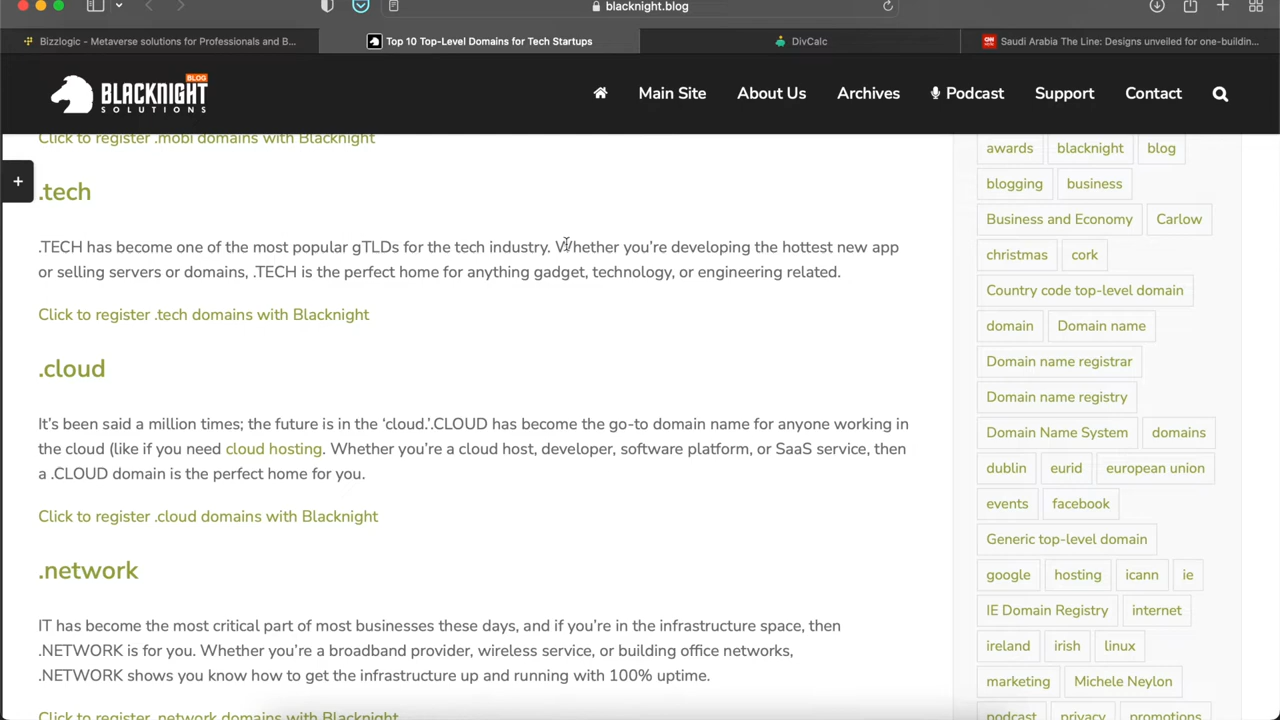 blacknight.blog
Bizzlogic - Metaverse solutions for Professionals and B...
Top 10 Top-Level Domains for Tech Startups
DivCalc
CNN
Saudi Arabia The Line: Designs unveiled for one-buildin...
BLOG
BLACKNIGHT
SOLUTIONS
Main Site
About Us
Archives
Podcast
Support
Contact
Click to register .mobi domains with Blacknight
+
.tech
.TECH has become one of the most popular gTLDs for the tech industry. Whether you're developing the hottest new app
or selling servers or domains, .TECH is the perfect home for anything gadget, technology, or engineering related.
Click to register .tech domains with Blacknight
.cloud
It's been said a million times; the future is in the ‘cloud.’.CLOUD has become the go-to domain name for anyone working in
the cloud (like if you need cloud hosting. Whether you're a cloud host, developer, software platform, or SaaS service, then
a .CLOUD domain is the perfect home for you.
Click to register .cloud domains with Blacknight
.network
IT has become the most critical part of most businesses these days, and if you're in the infrastructure space, then
.NETWORK is for you. Whether you're a broadband provider, wireless service, or building office networks,
.NETWORK shows you know how to get the infrastructure up and running with 100% uptime.
Click to register .network domains with Blacknight
awards blacknight blog
blogging business
Business and Economy Carlow
christmas cork
Country code top-level domain
domain Domain name
Domain name registrar
Domain name registry
Domain Name System domains
dublin eurid european union
events facebook
Generic top-level domain
google hosting icann ie
IE Domain Registry internet
ireland irish linux
marketing Michele Neylon
podcast privacy promotions